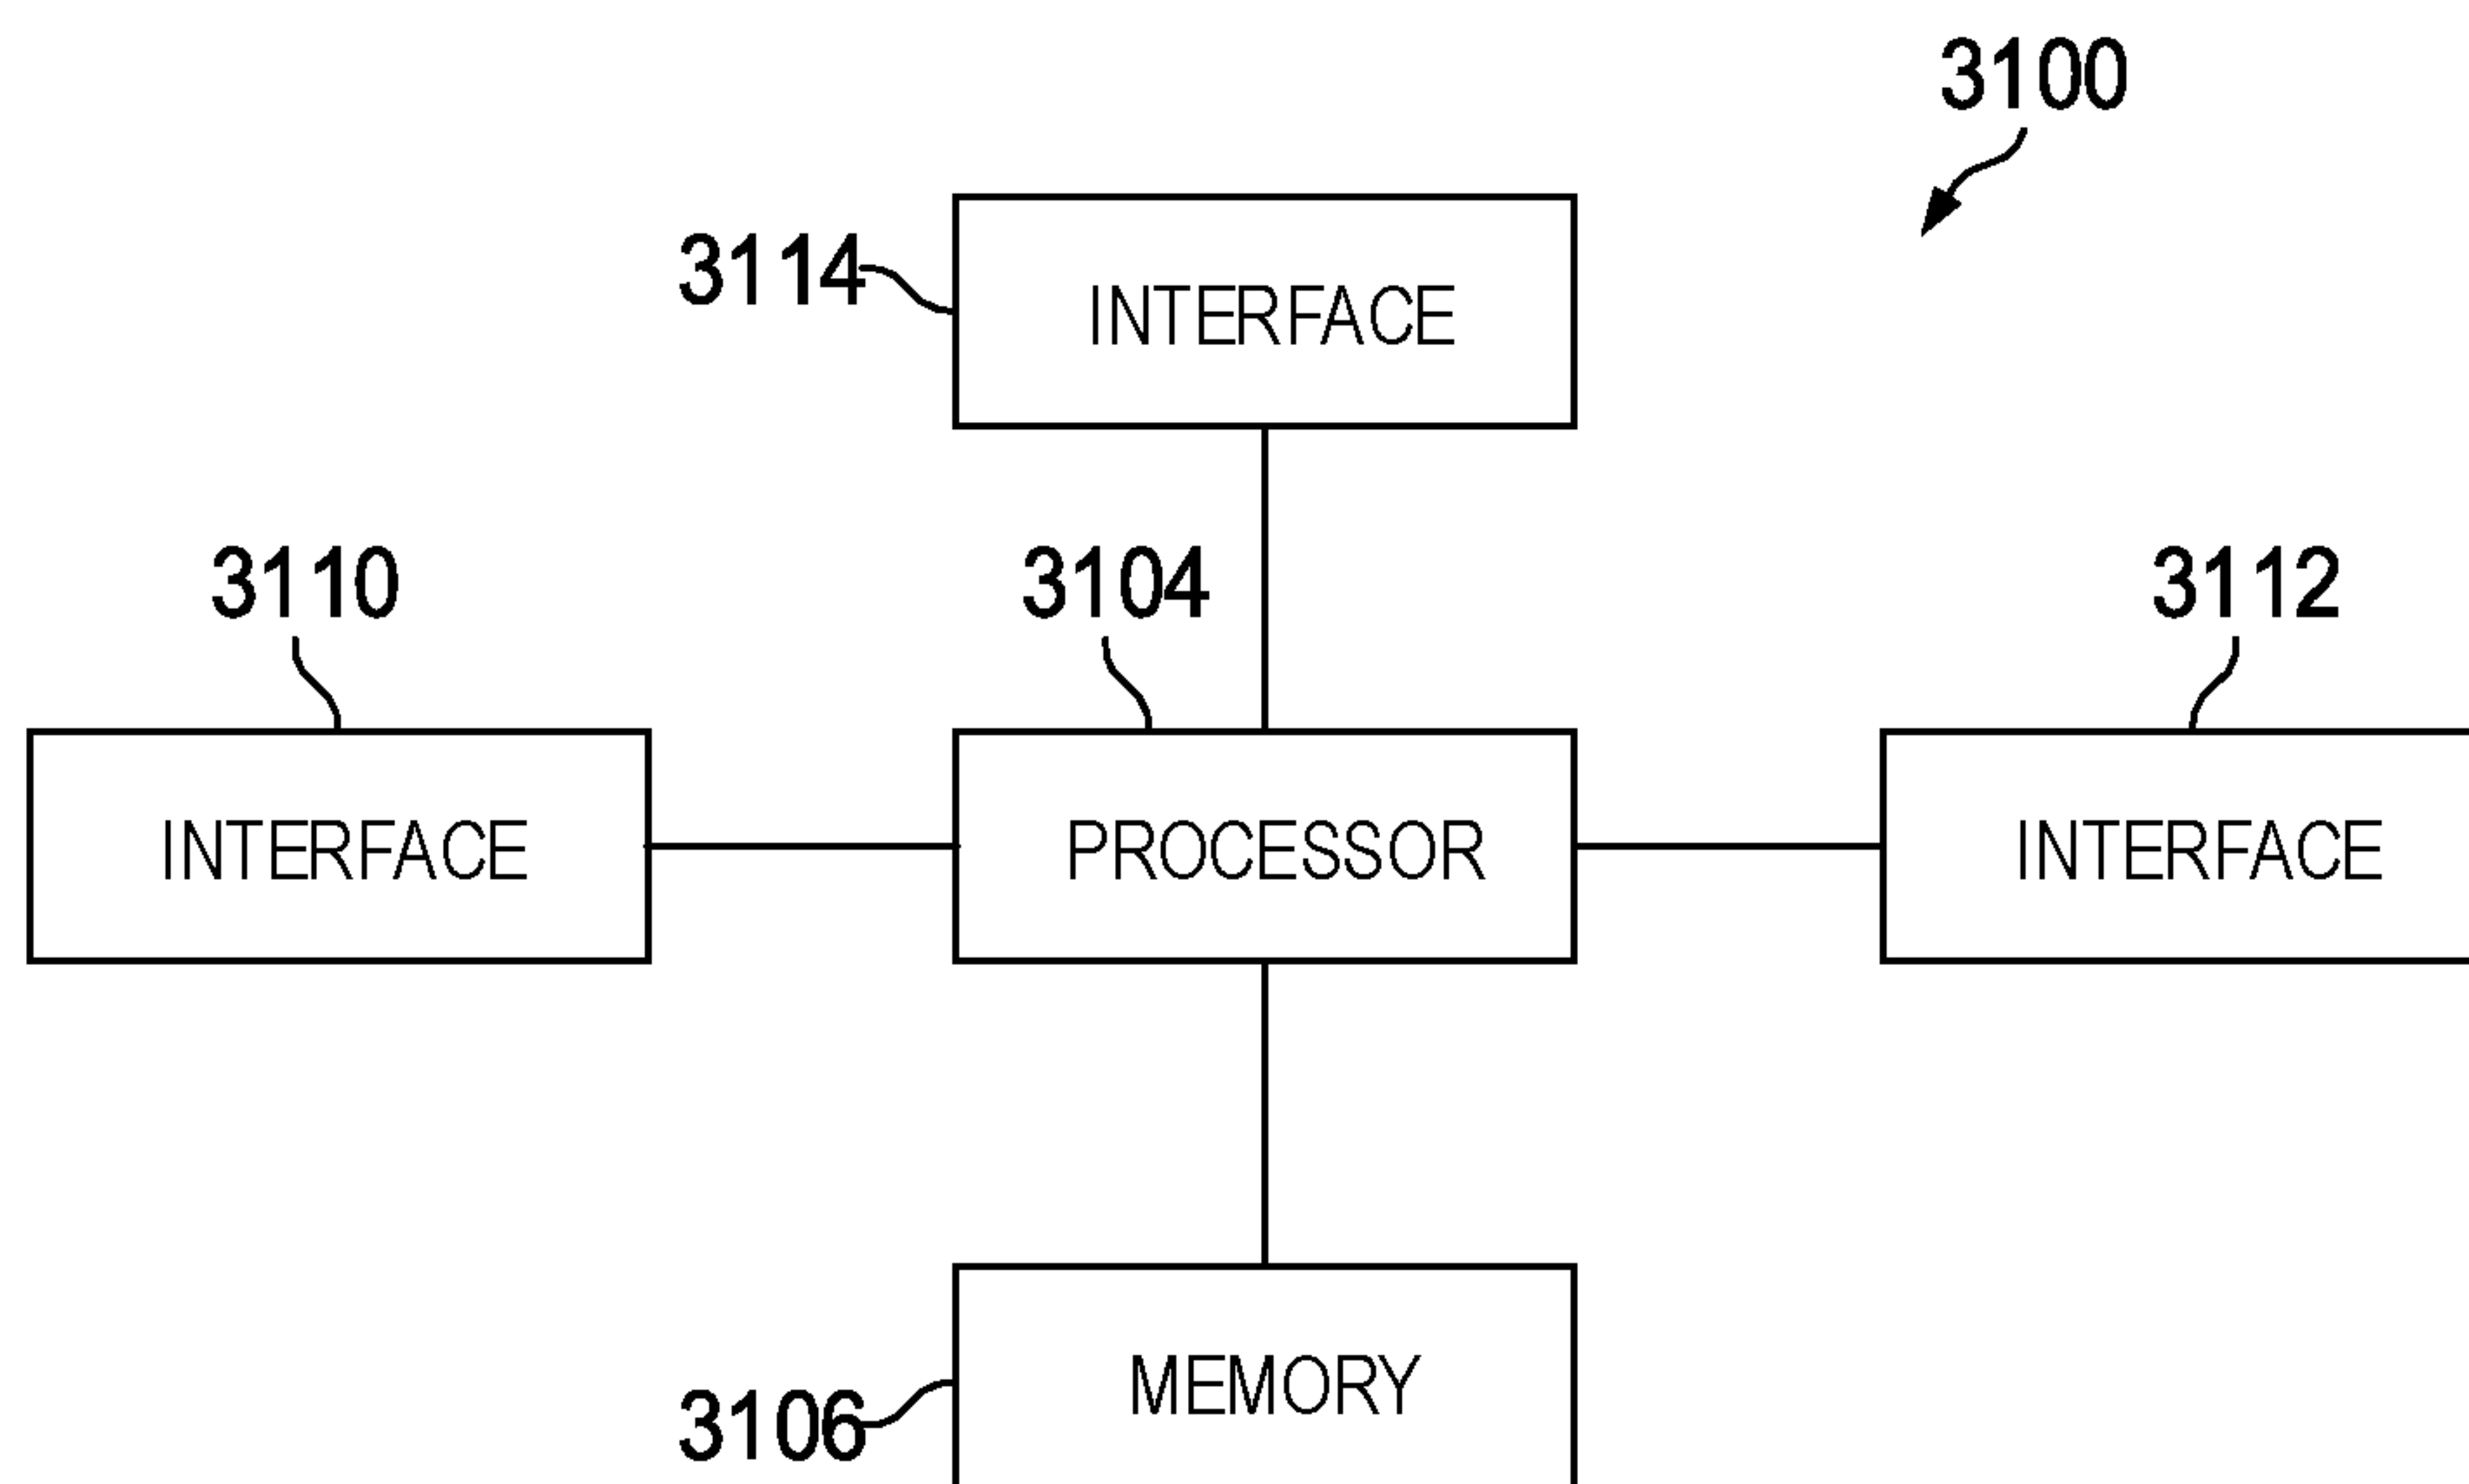 3100
3114
INTERFACE
3110
3104
3112
INTERFACE
PROCESSOR
INTERFACE
MEMORY
3106